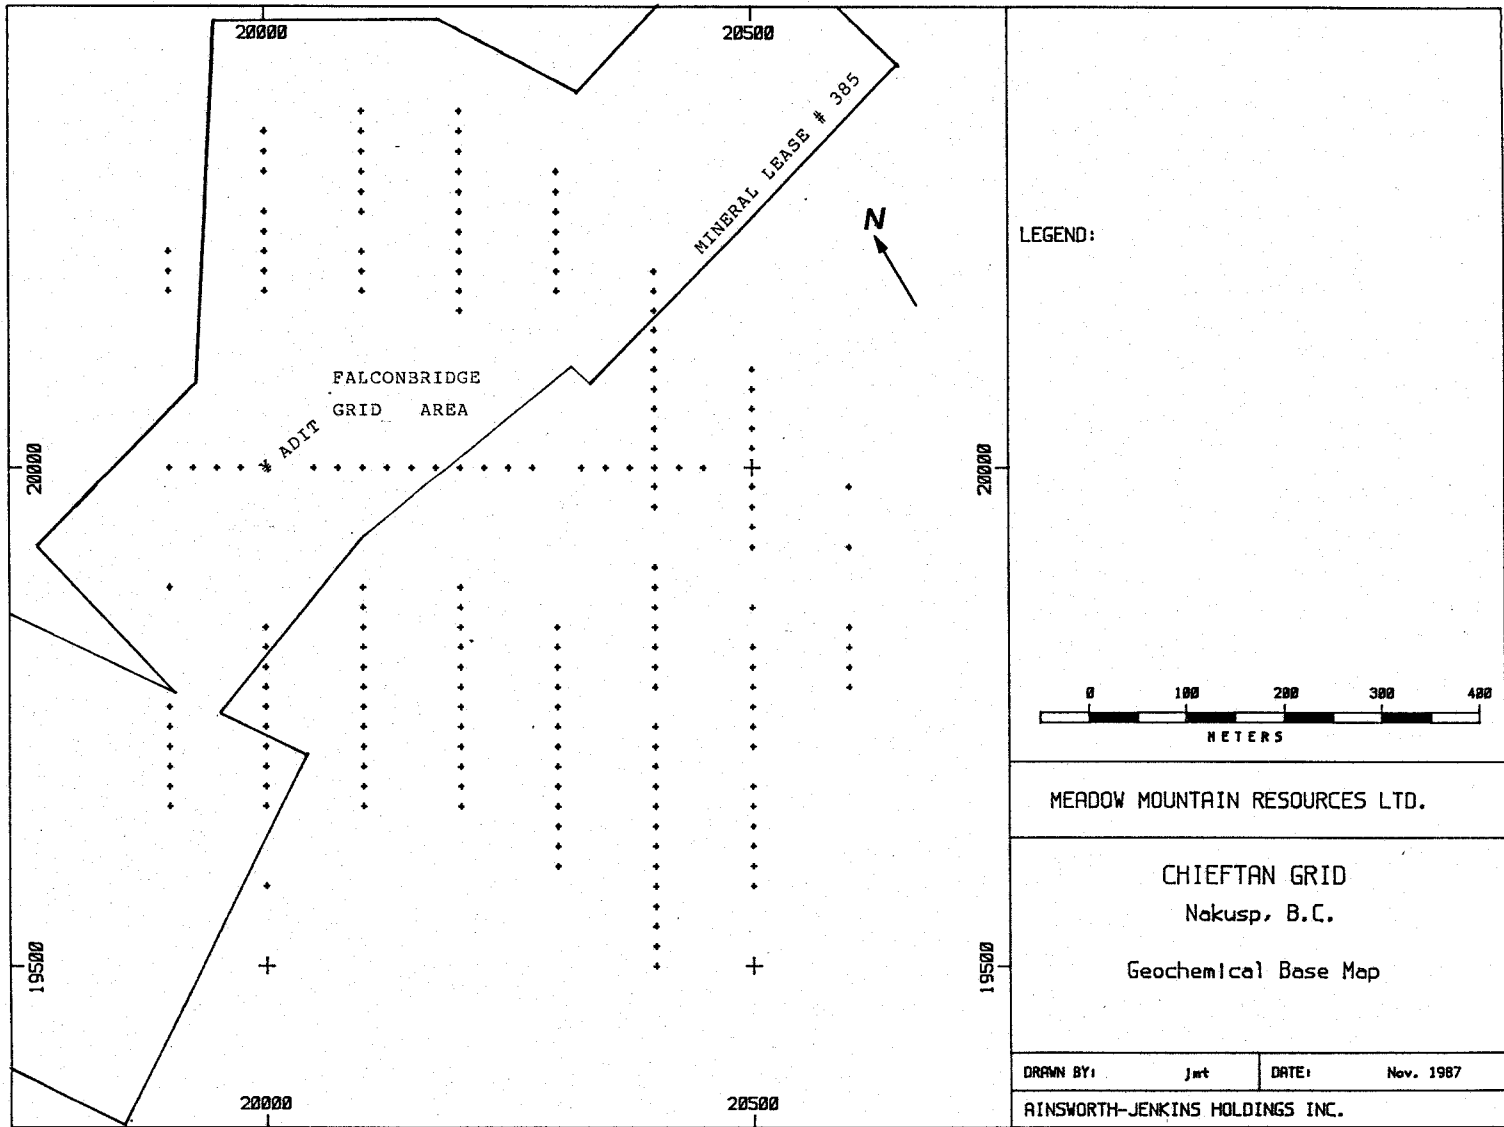 20000
20500
MINERAL LEASE # 385
N
LEGEND:
FALCONBRIDGE
GRID AREA
ADIT
20000
20000
0 100 200 300 400
METERS
MEADOW MOUNTAIN RESOURCES LTD.
CHIEFTAN GRID
Nakusp, B.C.
Geochemical Base Map
19500
19500
DRAWN BY: jmt DATE: Nov. 1987
20000
20500
AINSWORTH-JENKINS HOLDINGS INC.